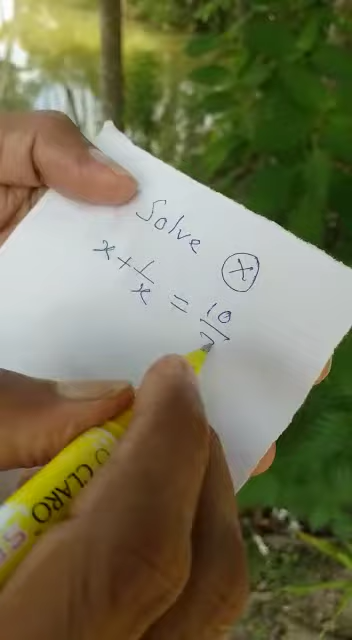 Solve x
x + 1/x = 10/
O CLARO